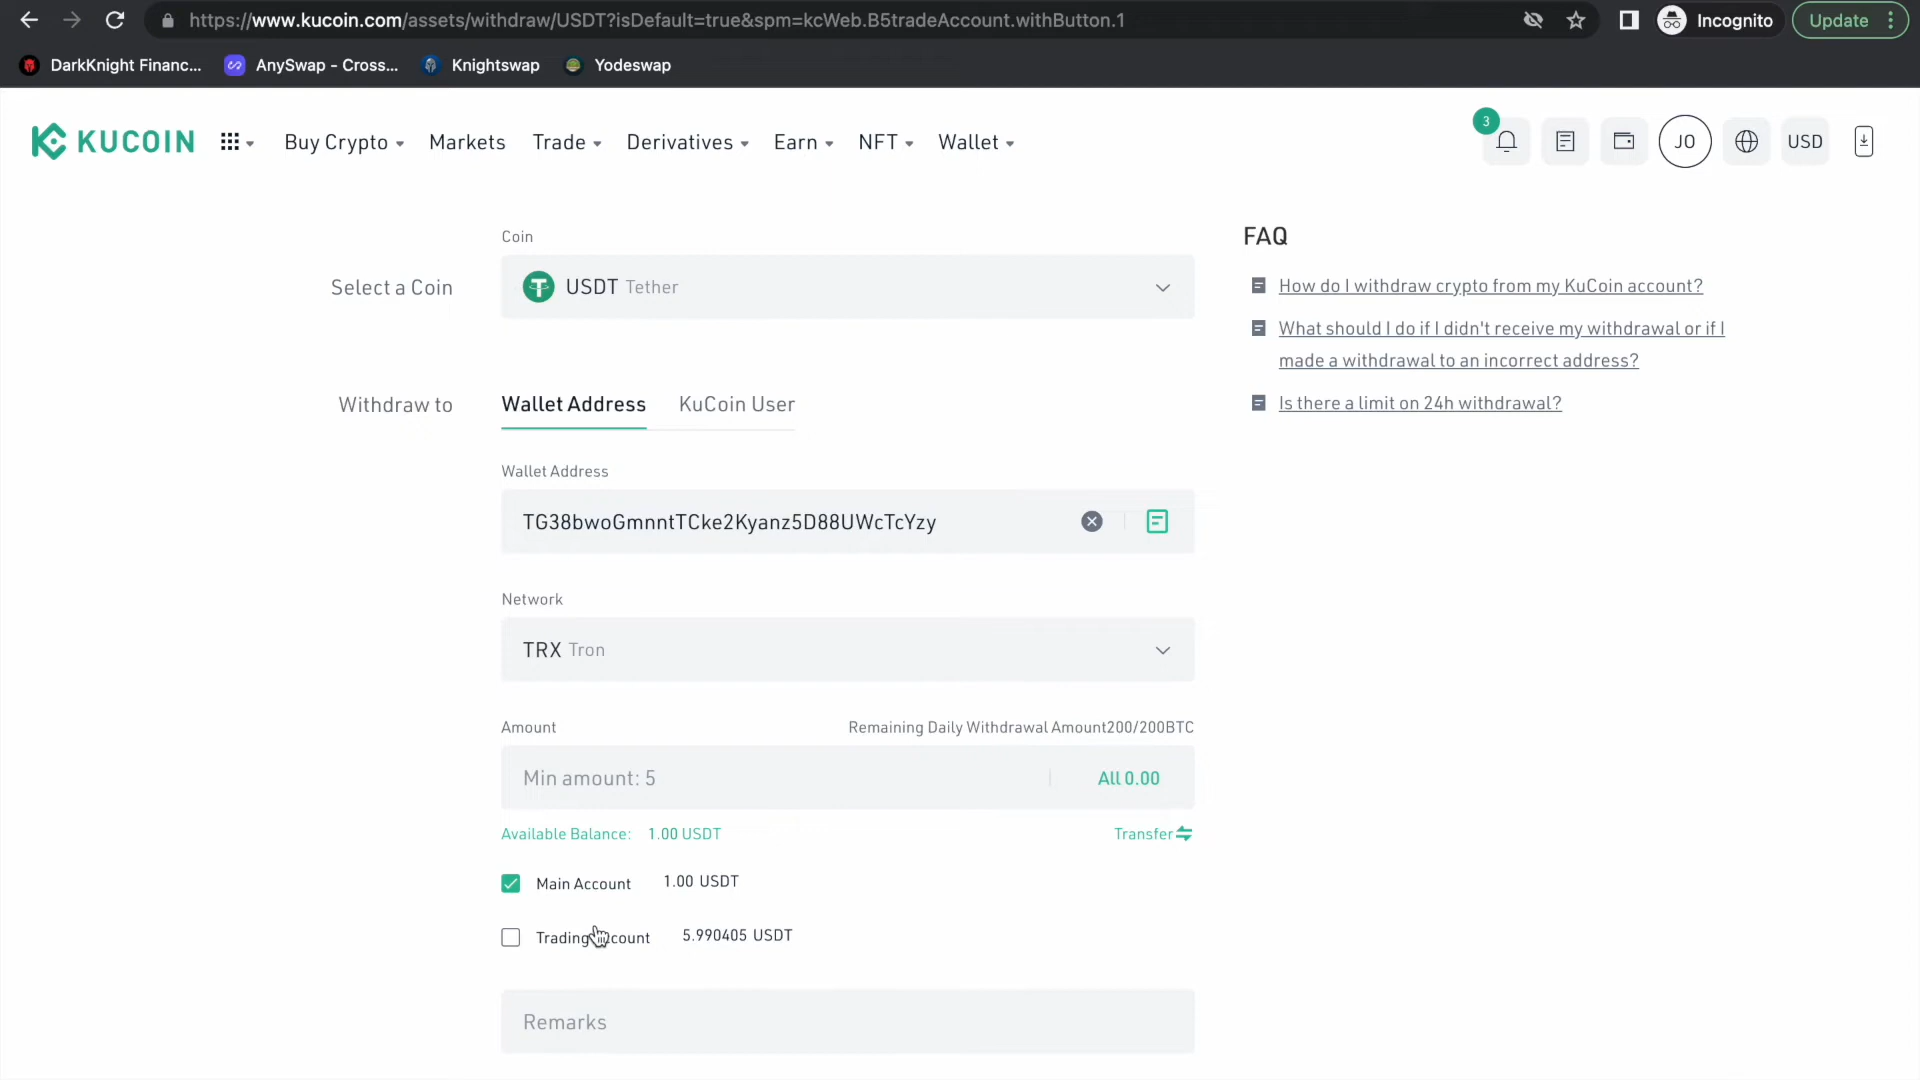 https://www.kucoin.com/assets/withdraw/USDT?isDefault=true&spm=kcWeb.B5tradeAccount.withButton.1
Incognito
Update
DarkKnight Financ...
AnySwap - Cross...
Knightswap
Yodeswap
KUCOIN
Buy Crypto
Markets
Trade
Derivatives
Earn
NFT
Wallet
3
JO
USD
Coin
Select a Coin
USDT Tether
FAQ
How do I withdraw crypto from my KuCoin account?
What should I do if I didn't receive my withdrawal or if I
made a withdrawal to an incorrect address?
Is there a limit on 24h withdrawal?
Withdraw to
Wallet Address
KuCoin User
Wallet Address
TG38bwoGmnntTCke2Kyanz5D88UWcTcYzy
Network
TRX Tron
Amount
Remaining Daily Withdrawal Amount200/200BTC
Min amount: 5
All 0.00
Available Balance: 1.00 USDT
Transfer
Main Account 1.00 USDT
Trading Account 5.990405 USDT
Remarks